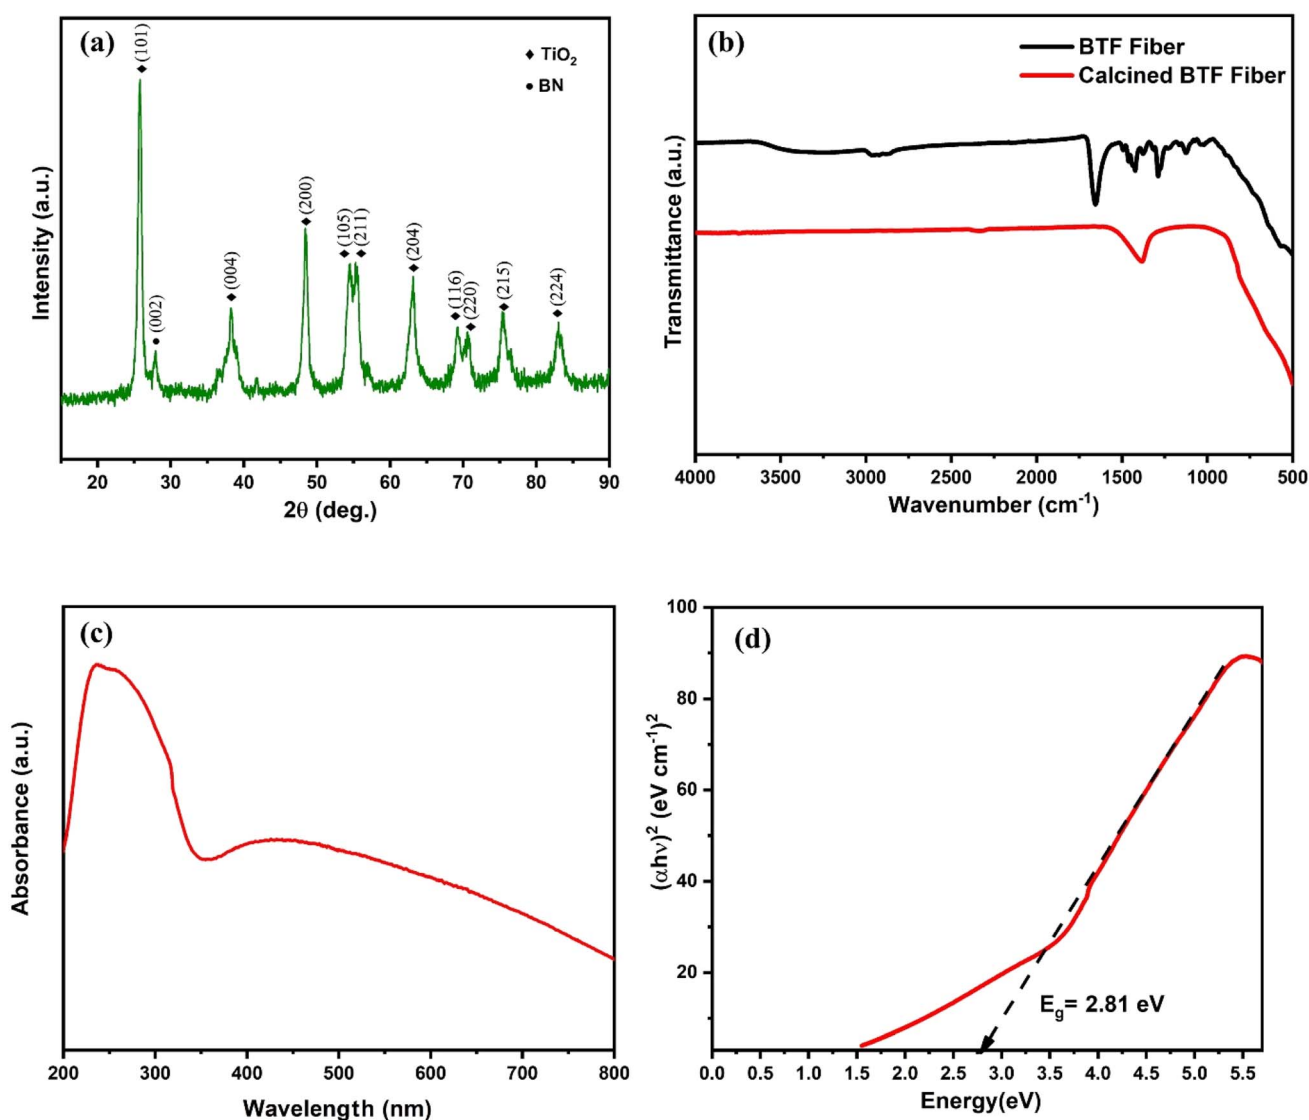 (a)
◆ TiO₂
● BN
◆(101)
●(002)
◆(004)
◆(200)
◆(105)
◆(211)
◆(204)
◆(116)
◆(220)
◆(215)
◆(224)
Intensity (a.u.)
20 30 40 50 60 70 80 90
2θ (deg.)
(b)
BTF Fiber
Calcined BTF Fiber
Transmittance (a.u.)
4000 3500 3000 2500 2000 1500 1000 500
Wavenumber (cm⁻¹)
(c)
Absorbance (a.u.)
200 300 400 500 600 700 800
Wavelength (nm)
(d)
(αhν)² (eV cm⁻¹)²
100
80
60
40
20
E_g= 2.81 eV
0.0 0.5 1.0 1.5 2.0 2.5 3.0 3.5 4.0 4.5 5.0 5.5
Energy(eV)